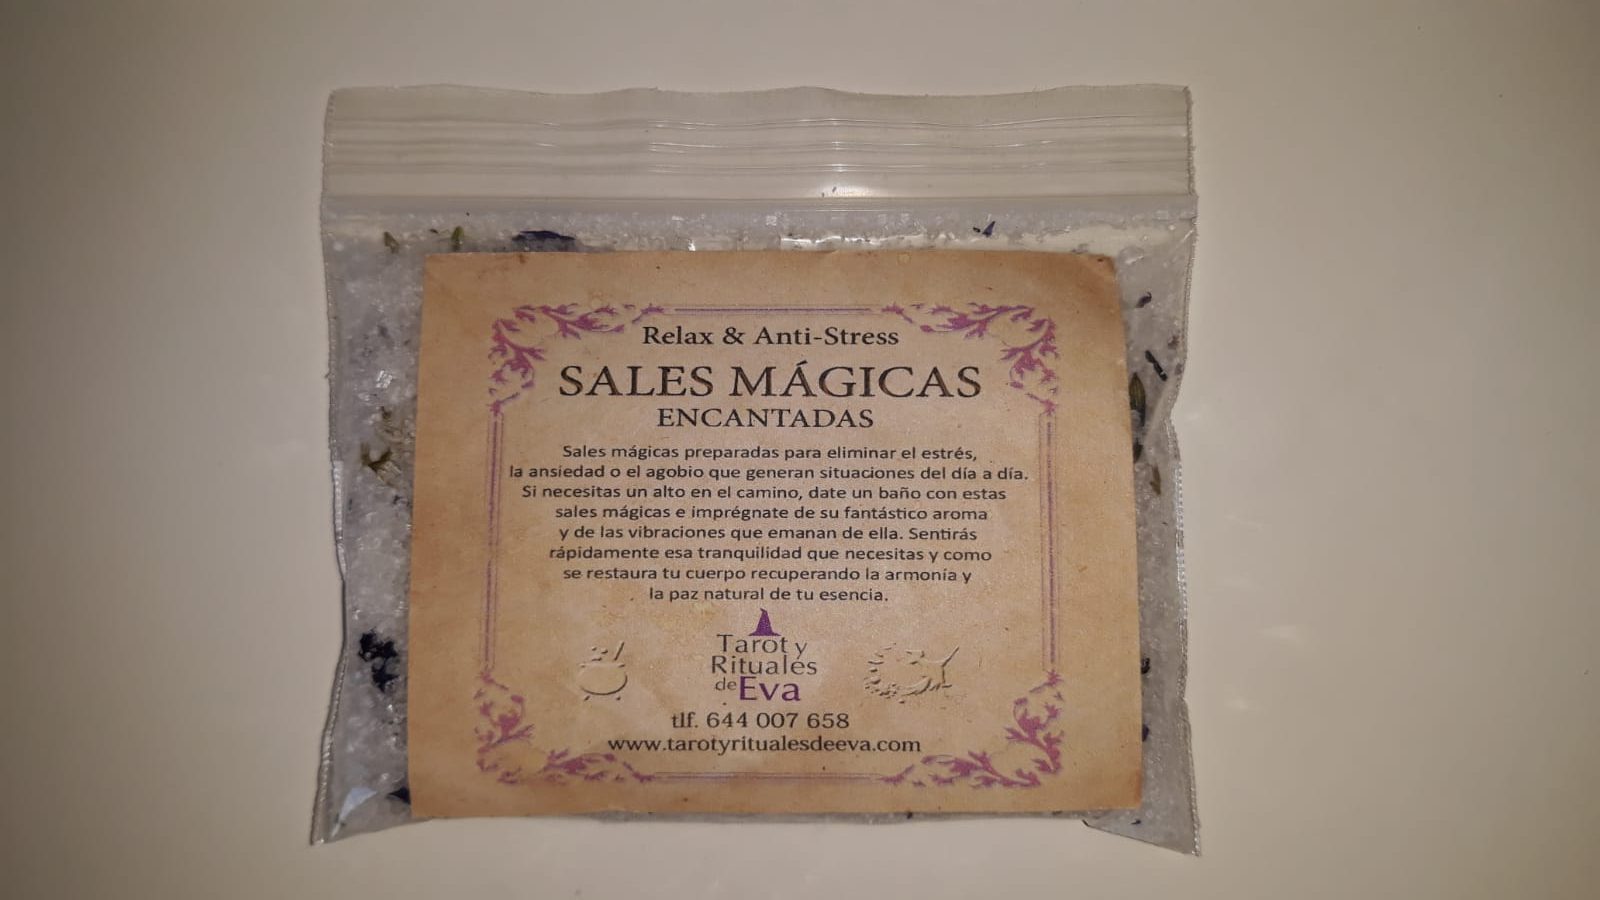 Relax & Anti-Stress
SALES MÁGICAS
ENCANTADAS
Sales mágicas preparadas para eliminar el estrés,
la ansiedad o el agobio que generan situaciones del día a día.
Si necesitas un alto en el camino, date un baño con estas
sales mágicas e imprégnate de su fantástico aroma
y de las vibraciones que emanan de ella. Sentirás
rápidamente esa tranquilidad que necesitas y como
se restaura tu cuerpo recuperando la armonía y
la paz natural de tu esencia.
Tarot y
Rituales
de Eva
tlf. 644 007 658
www.tarotyritualesdeeva.com